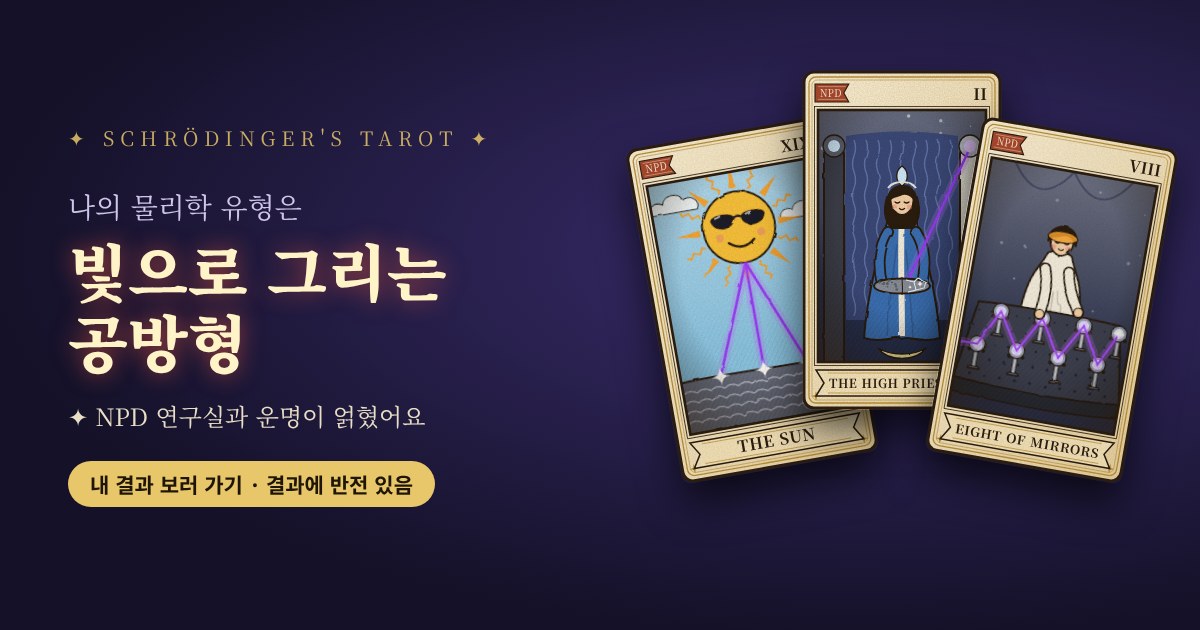 ✦ SCHRÖDINGER'S TAROT ✦
나의 물리학 유형은
빛으로 그리는
공방형
✦ NPD 연구실과 운명이 얽혔어요
내 결과 보러 가기 · 결과에 반전 있음
NPD
XIX
THE SUN
NPD
II
THE HIGH
NPD
VIII
EIGHT OF MIRRORS